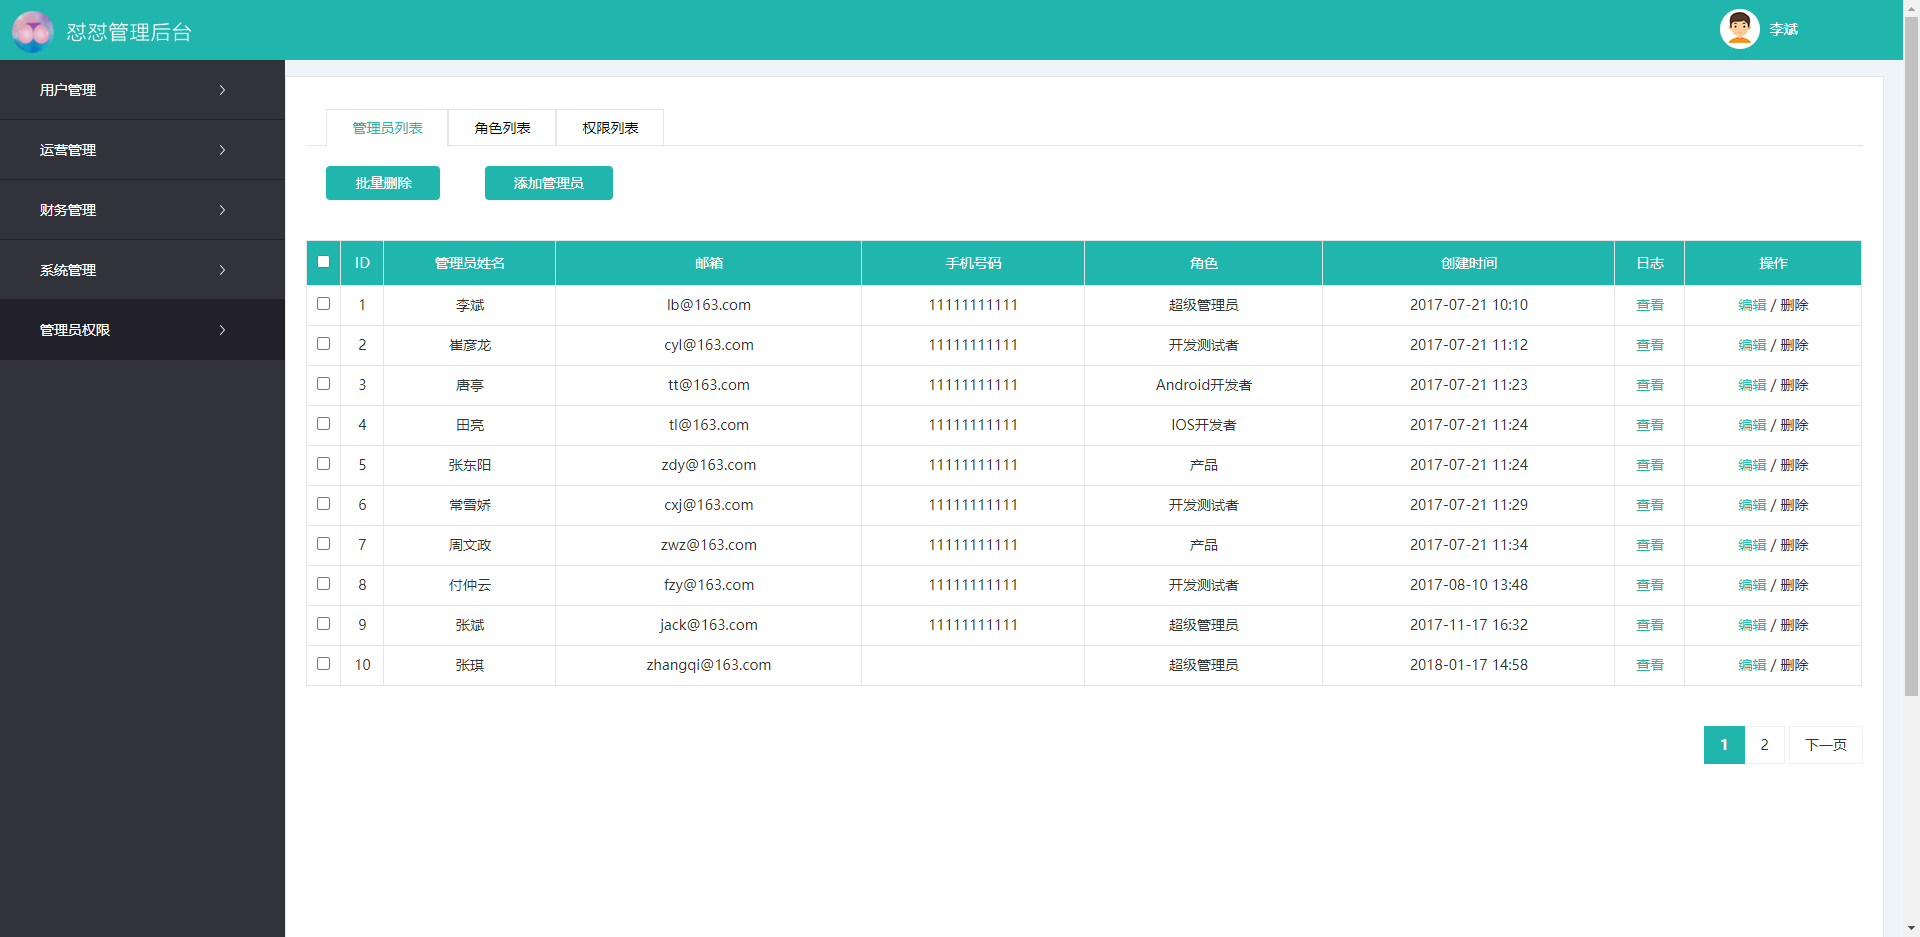 怼怼管理后台
李斌
用户管理
运营管理
财务管理
系统管理
管理员权限
管理员列表 角色列表 权限列表
批量删除 添加管理员
ID 管理员姓名 邮箱 手机号码 角色 创建时间 日志 操作
1 李斌 lb@163.com 11111111111 超级管理员 2017-07-21 10:10 查看 编辑 / 删除
2 崔彦龙 cyl@163.com 11111111111 开发测试者 2017-07-21 11:12 查看 编辑 / 删除
3 唐亭 tt@163.com 11111111111 Android开发者 2017-07-21 11:23 查看 编辑 / 删除
4 田亮 tl@163.com 11111111111 IOS开发者 2017-07-21 11:24 查看 编辑 / 删除
5 张东阳 zdy@163.com 11111111111 产品 2017-07-21 11:24 查看 编辑 / 删除
6 常雪娇 cxj@163.com 11111111111 开发测试者 2017-07-21 11:29 查看 编辑 / 删除
7 周文政 zwz@163.com 11111111111 产品 2017-07-21 11:34 查看 编辑 / 删除
8 付仲云 fzy@163.com 11111111111 开发测试者 2017-08-10 13:48 查看 编辑 / 删除
9 张斌 jack@163.com 11111111111 超级管理员 2017-11-17 16:32 查看 编辑 / 删除
10 张琪 zhangqi@163.com 超级管理员 2018-01-17 14:58 查看 编辑 / 删除
1 2 下一页